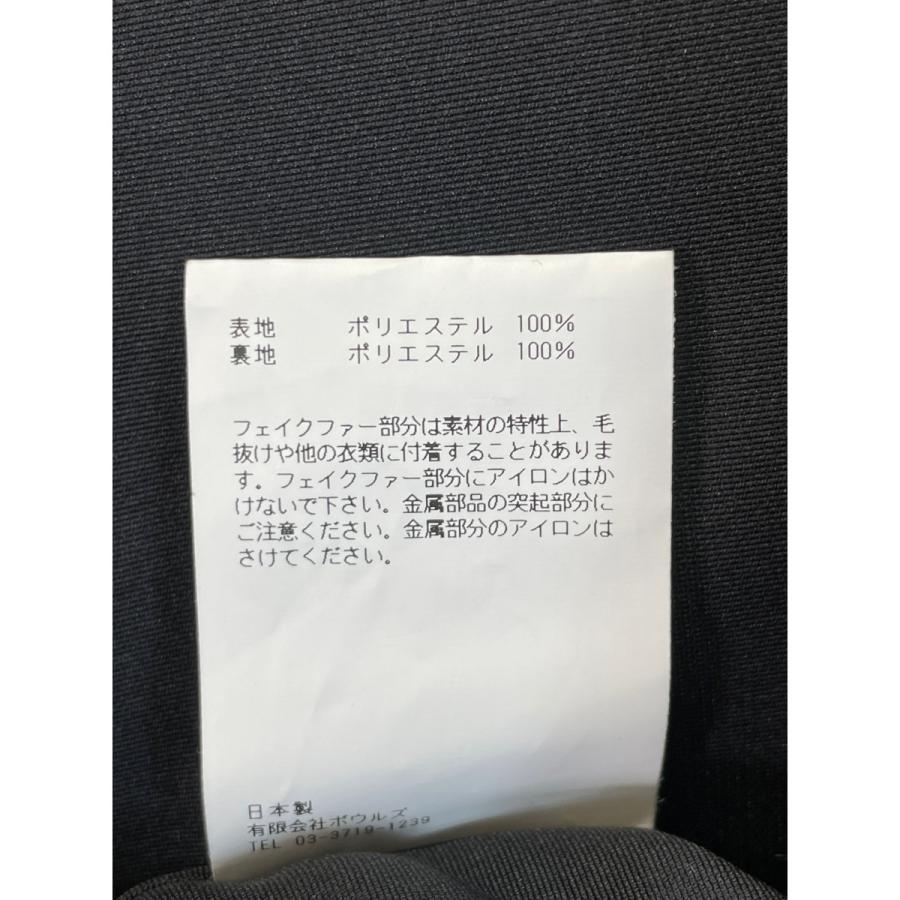 表地 ポリエステル 100%
裏地 ポリエステル 100%
フェイクファー部分は素材の特性上、毛
抜けや他の衣類に付着することがありま
す。フェイクファー部分にアイロンはか
けないで下さい。金属部品の突起部分に
ご注意ください。金属部分のアイロンは
さけてください。
日本製
有限会社ボウルズ
TEL 03-3719-1239